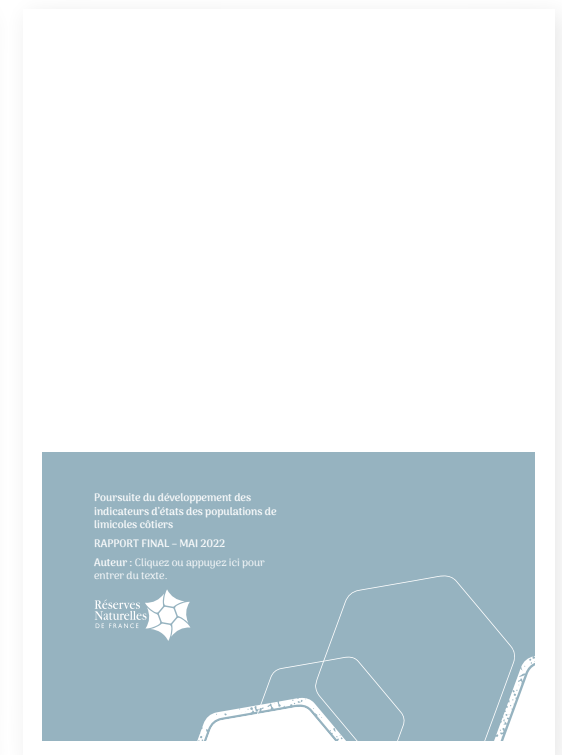 Poursuite du développement des
indicateurs d'états des populations de
limicoles côtiers
RAPPORT FINAL – MAI 2022
Auteur : Cliquez ou appuyez ici pour
entrer du texte.
Réserves
Naturelles
DE FRANCE